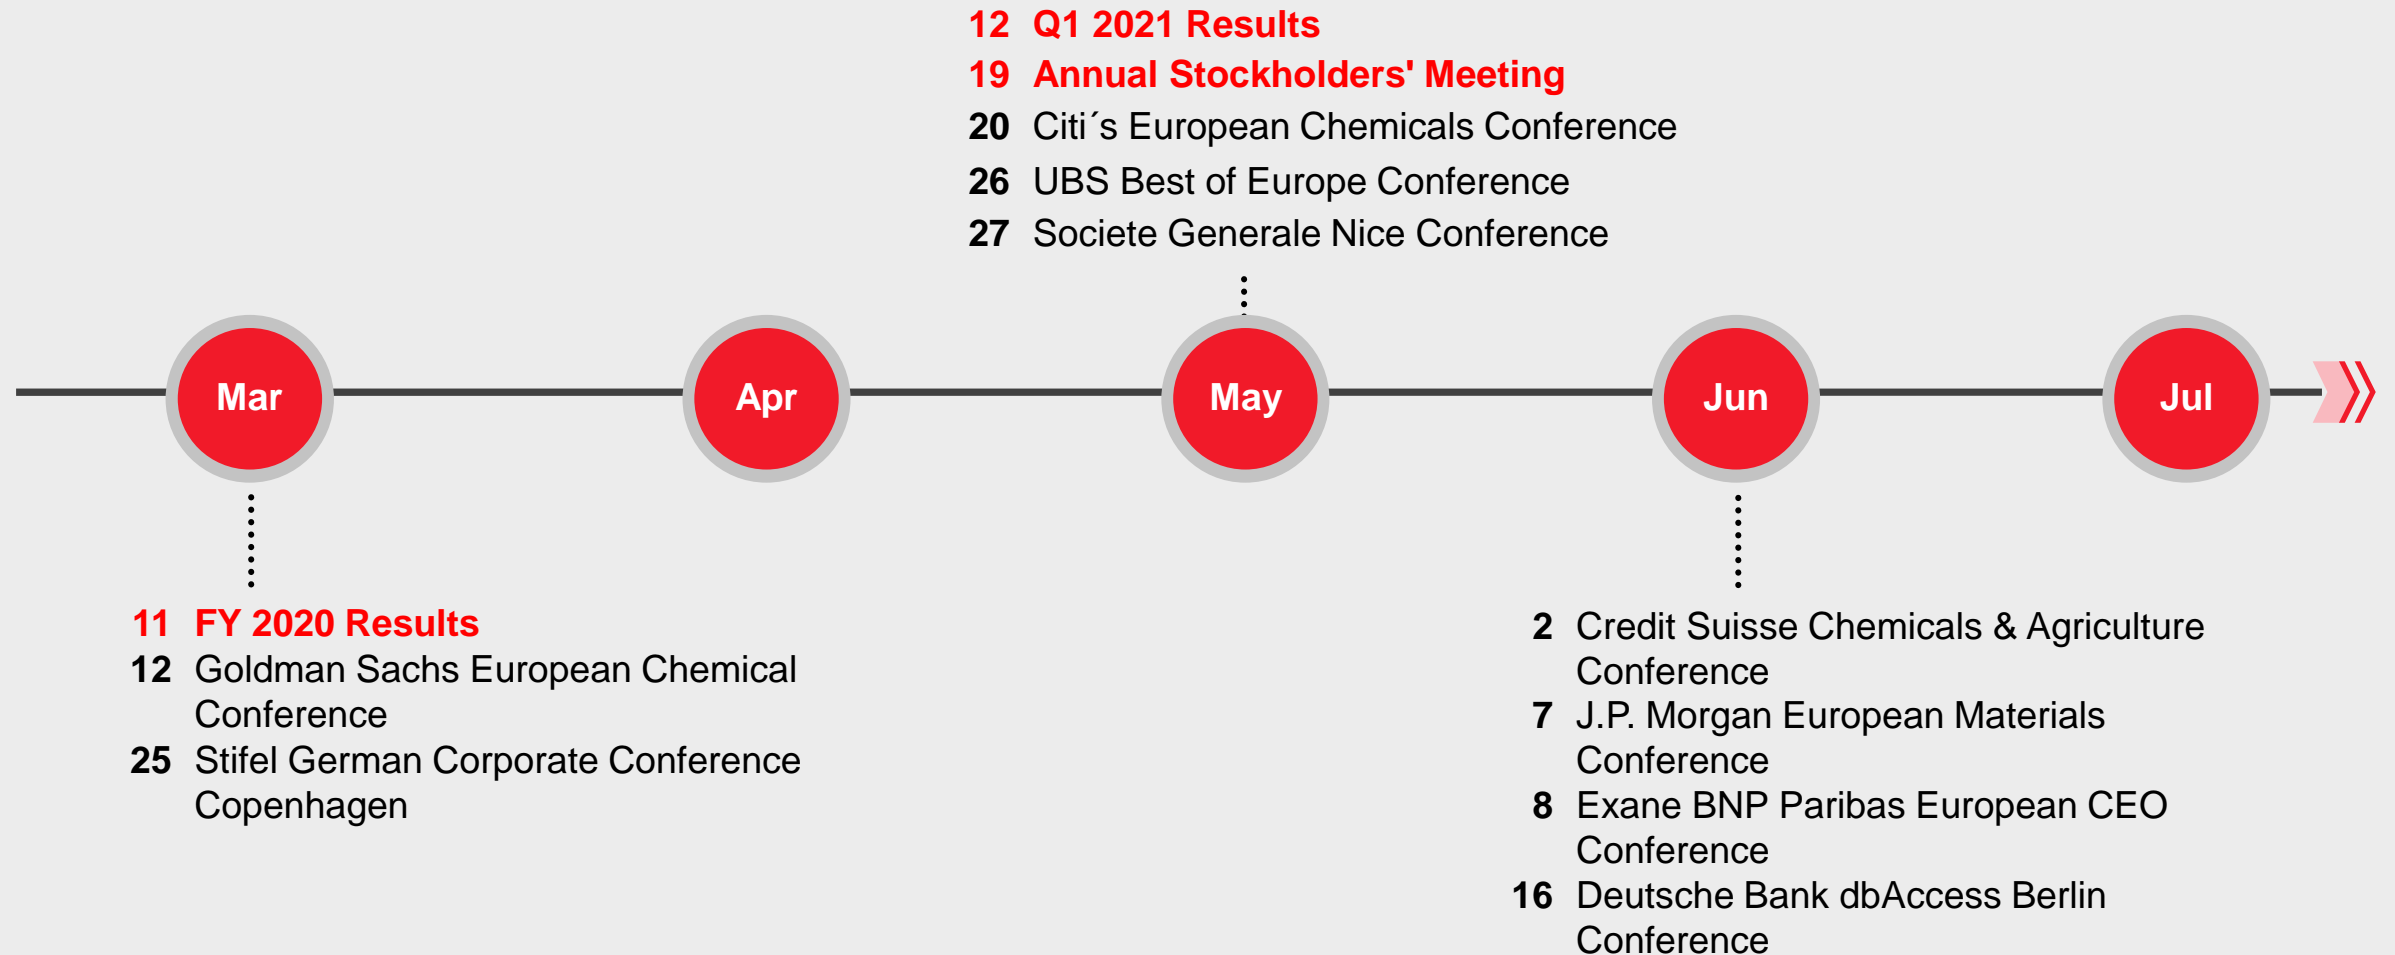 12 Q1 2021 Results
19 Annual Stockholders' Meeting
20 Citi´s European Chemicals Conference
26 UBS Best of Europe Conference
27 Societe Generale Nice Conference
Mar
Apr
May
Jun
Jul
11 FY 2020 Results
12 Goldman Sachs European Chemical
Conference
25 Stifel German Corporate Conference
Copenhagen
2 Credit Suisse Chemicals & Agriculture
Conference
7 J.P. Morgan European Materials
Conference
8 Exane BNP Paribas European CEO
Conference
16 Deutsche Bank dbAccess Berlin
Conference